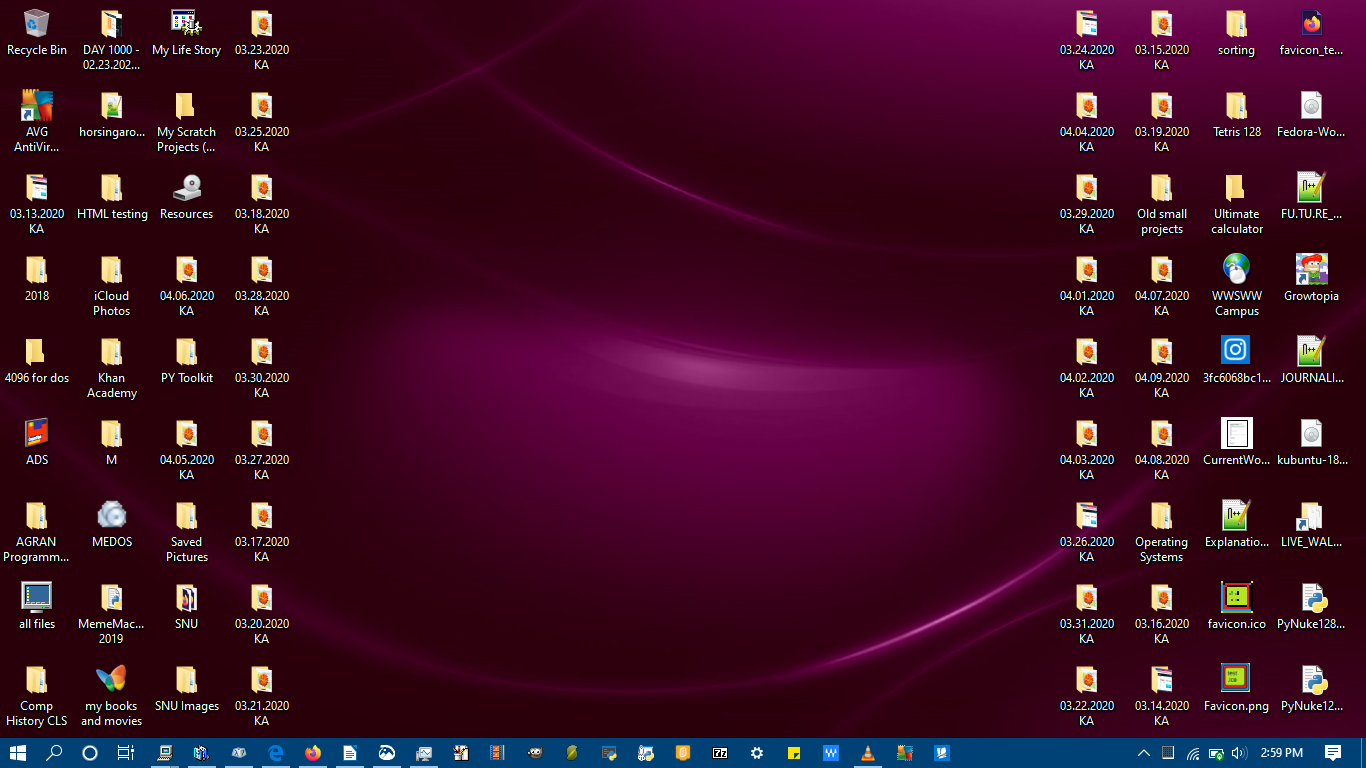 Recycle Bin
DAY 1000 -
02.23.202...
My Life Story
03.23.2020
KA
AVG
AntiVir...
horsingaro...
My Scratch
Projects (...
03.25.2020
KA
03.13.2020
KA
HTML testing
Resources
03.18.2020
KA
2018
iCloud
Photos
04.06.2020
KA
03.28.2020
KA
4096 for dos
Khan
Academy
PY Toolkit
03.30.2020
KA
ADS
M
04.05.2020
KA
03.27.2020
KA
AGRAN
Programm...
MEDOS
Saved
Pictures
03.17.2020
KA
all files
MemeMac...
2019
SNU
03.20.2020
KA
Comp
History CLS
my books
and movies
SNU Images
03.21.2020
KA
03.24.2020
KA
03.15.2020
KA
sorting
favicon_te...
04.04.2020
KA
03.19.2020
KA
Tetris 128
Fedora-Wo...
03.29.2020
KA
Old small
projects
Ultimate
calculator
FU.TU.RE_...
04.01.2020
KA
04.07.2020
KA
WWSWW
Campus
Growtopia
04.02.2020
KA
04.09.2020
KA
3fc6068bc1...
JOURNALI...
04.03.2020
KA
04.08.2020
KA
CurrentWo...
kubuntu-18...
03.26.2020
KA
Operating
Systems
Explanatio...
LIVE_WAL...
03.31.2020
KA
03.16.2020
KA
favicon.ico
PyNuke128...
03.22.2020
KA
03.14.2020
KA
Favicon.png
PyNuke12...
2:59 PM